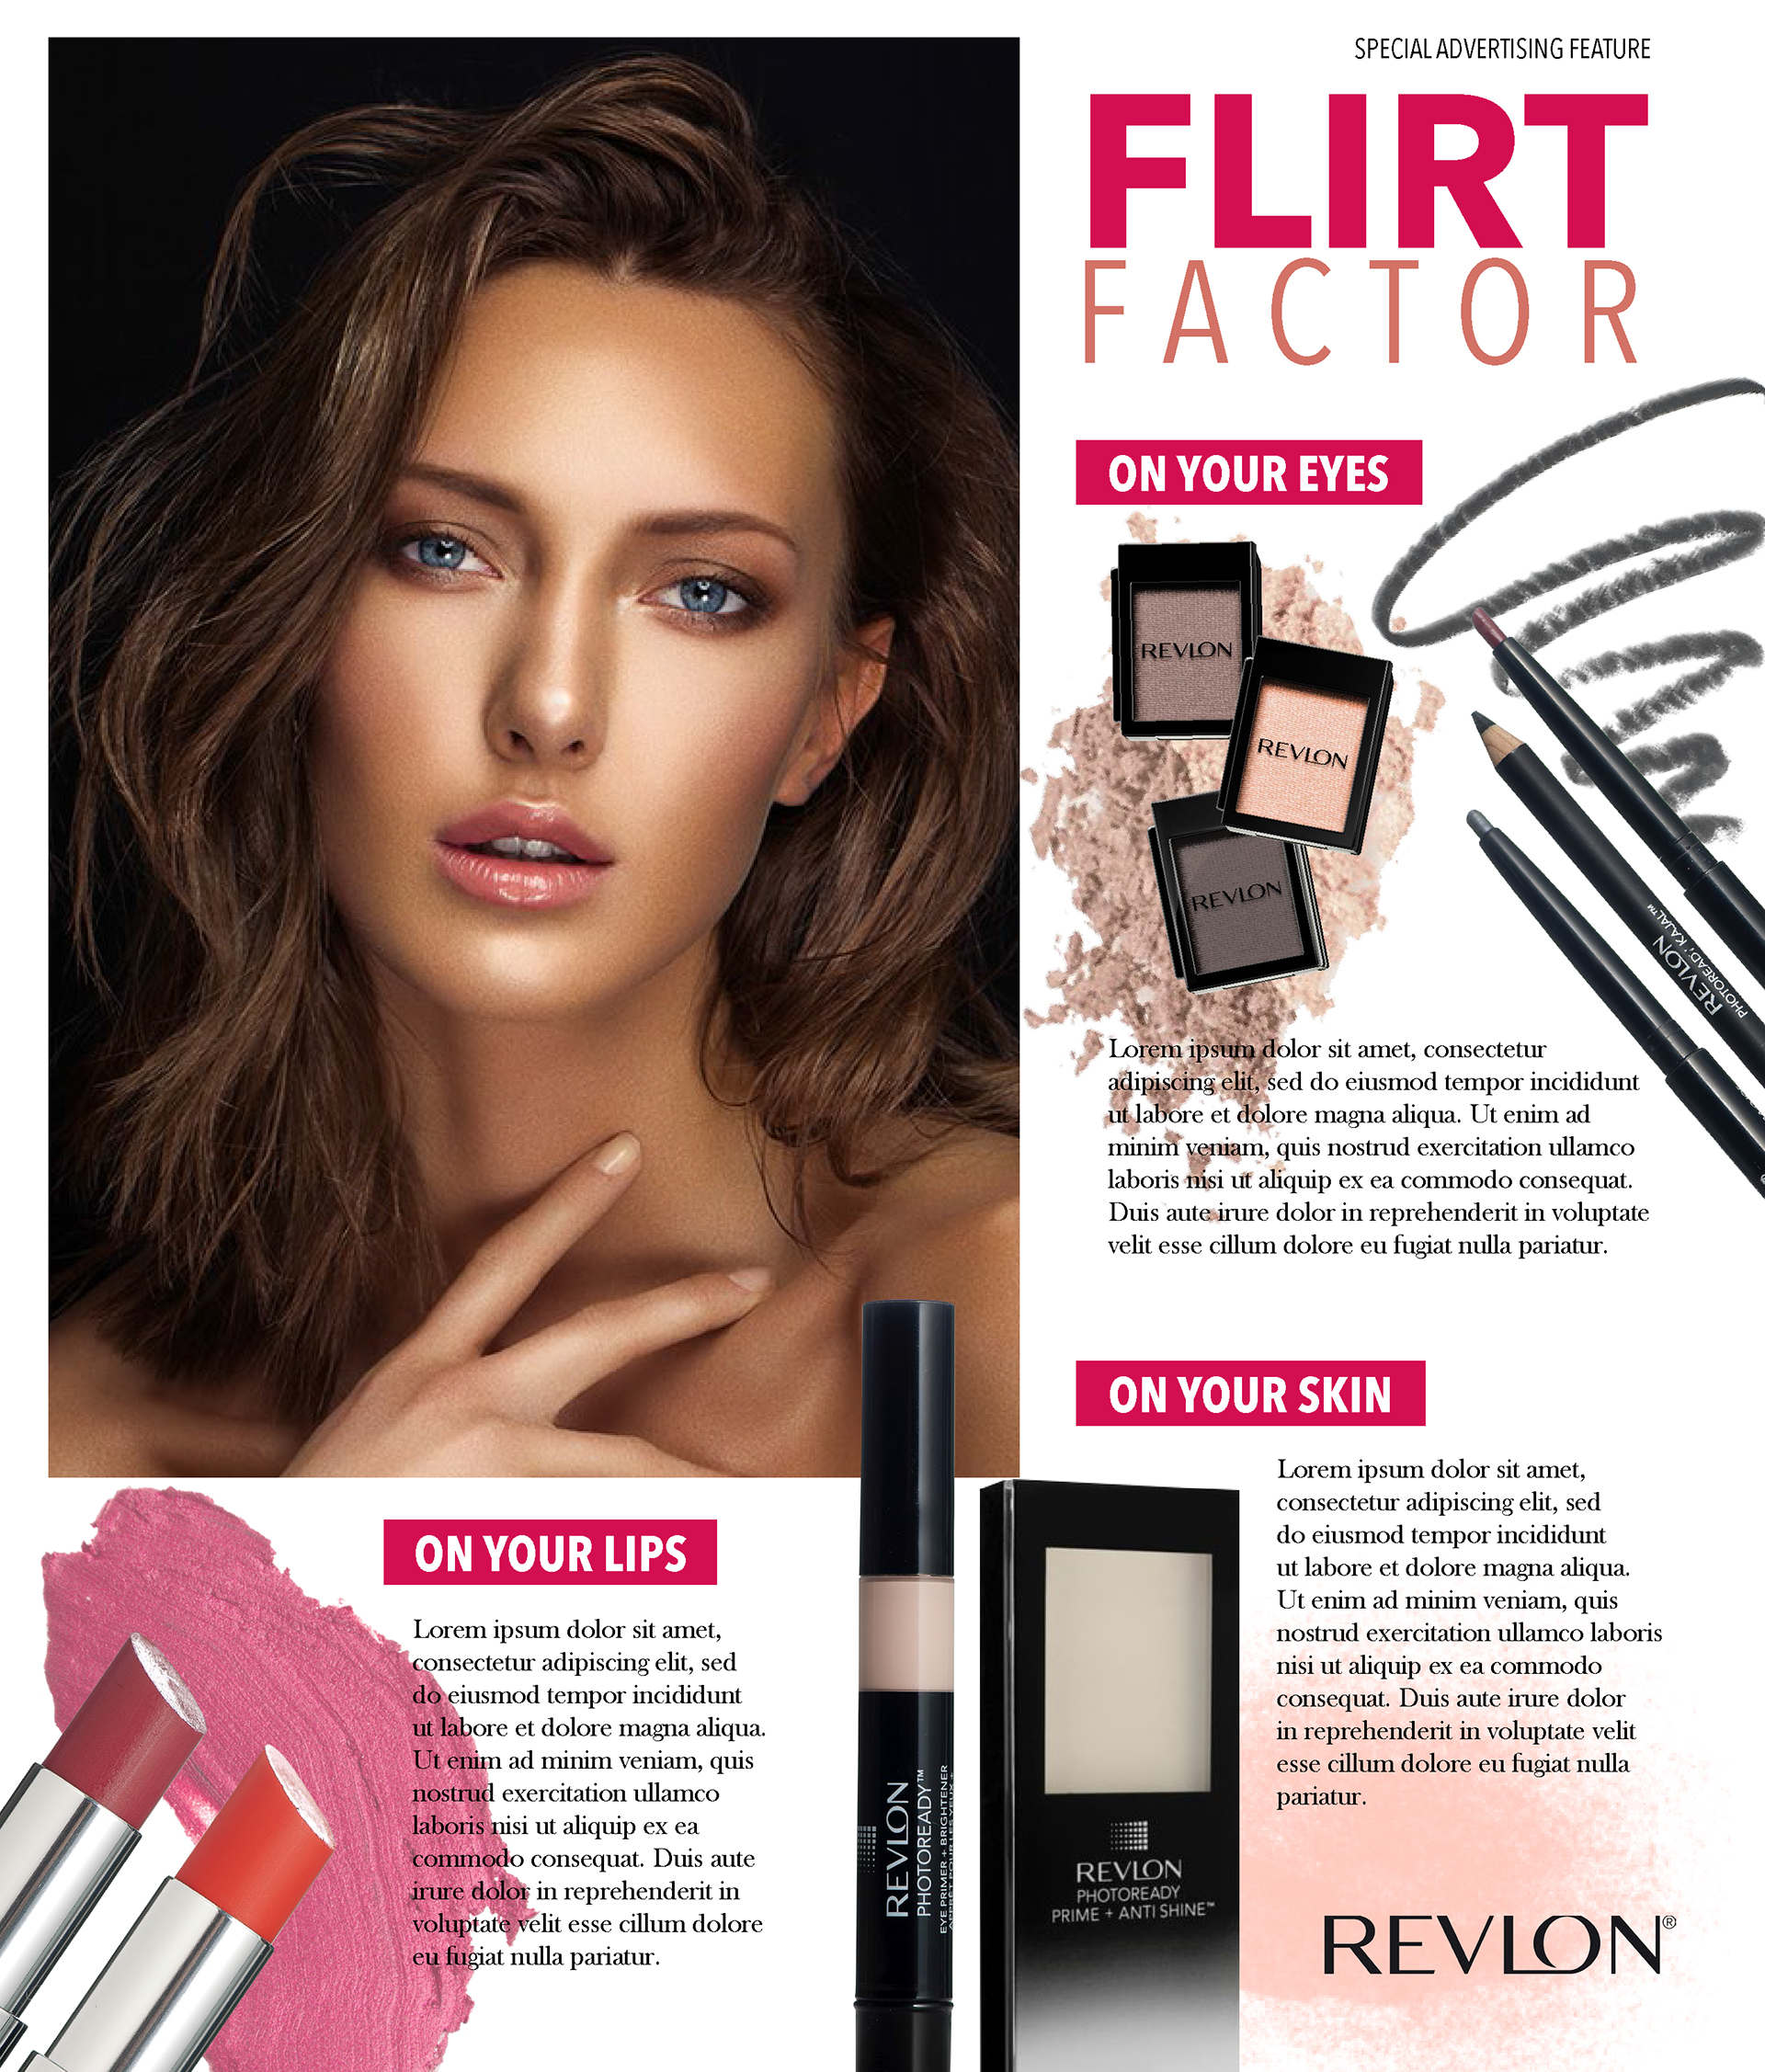 SPECIAL ADVERTISING FEATURE
FLIRT
FACTOR
ON YOUR EYES
REVLON
REVLON
REVLON
REVLON
PHOTOREADY KAJAL™
Lorem ipsum dolor sit amet, consectetur
adipiscing elit, sed do eiusmod tempor incididunt
ut labore et dolore magna aliqua. Ut enim ad
minim veniam, quis nostrud exercitation ullamco
laboris nisi ut aliquip ex ea commodo consequat.
Duis aute irure dolor in reprehenderit in voluptate
velit esse cillum dolore eu fugiat nulla pariatur.
ON YOUR SKIN
Lorem ipsum dolor sit amet,
consectetur adipiscing elit, sed
do eiusmod tempor incididunt
ut labore et dolore magna aliqua.
Ut enim ad minim veniam, quis
nostrud exercitation ullamco laboris
nisi ut aliquip ex ea commodo
consequat. Duis aute irure dolor
in reprehenderit in voluptate velit
esse cillum dolore eu fugiat nulla
pariatur.
ON YOUR LIPS
Lorem ipsum dolor sit amet,
consectetur adipiscing elit, sed
do eiusmod tempor incididunt
ut labore et dolore magna aliqua.
Ut enim ad minim veniam, quis
nostrud exercitation ullamco
laboris nisi ut aliquip ex ea
commodo consequat. Duis aute
irure dolor in reprehenderit in
voluptate velit esse cillum dolore
eu fugiat nulla pariatur.
REVLON
PHOTOREADY™
EYE PRIMER + BRIGHTENER
REVLON
PHOTOREADY
PRIME + ANTI SHINE™
REVLON®